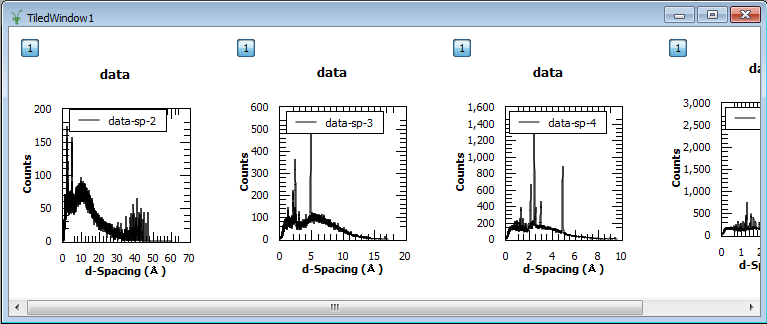 TiledWindow1
1
data
data-sp-2
Counts
200
150
100
50
0
0 10 20 30 40 50 60 70
d-Spacing (Å)
1
data
data-sp-3
Counts
600
500
400
300
200
100
0
0 5 10 15 20
d-Spacing (Å)
1
data
data-sp-4
Counts
1,600
1,400
1,200
1,000
800
600
400
200
0
0 2 4 6 8 10
d-Spacing (Å)
1
da
Counts
3,000
2,500
2,000
1,500
1,000
500
0
0 1 2
d-Sp